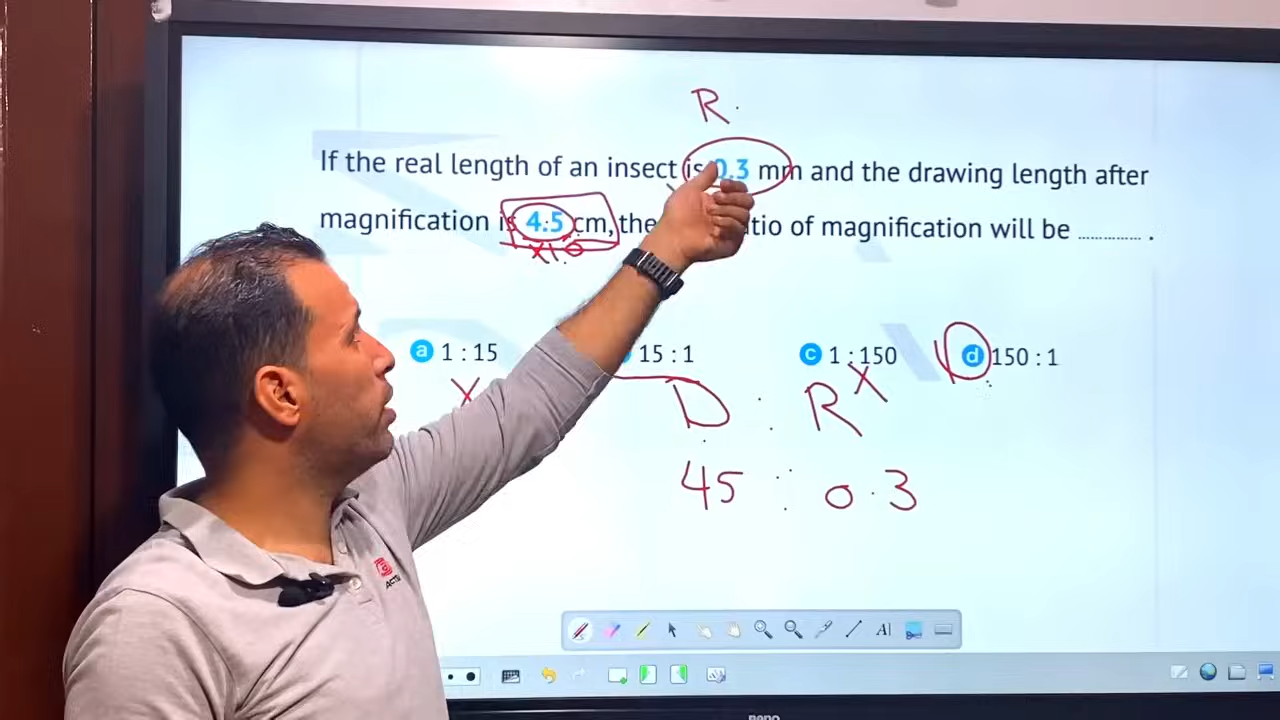 R.
If the real length of an insect is 0.3 mm and the drawing length after
magnification is 4.5 cm, the ratio of magnification will be .............. .
×10
a 1 : 15
15 : 1
c 1 : 150
d 150 : 1
X
X
D : R
45 : 0.3
A
benq